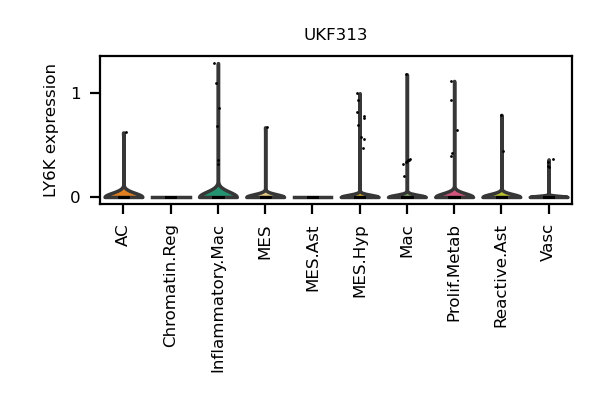 UKF313
LY6K expression
1
0
AC
Chromatin.Reg
Inflammatory.Mac
MES
MES.Ast
MES.Hyp
Mac
Prolif.Metab
Reactive.Ast
Vasc